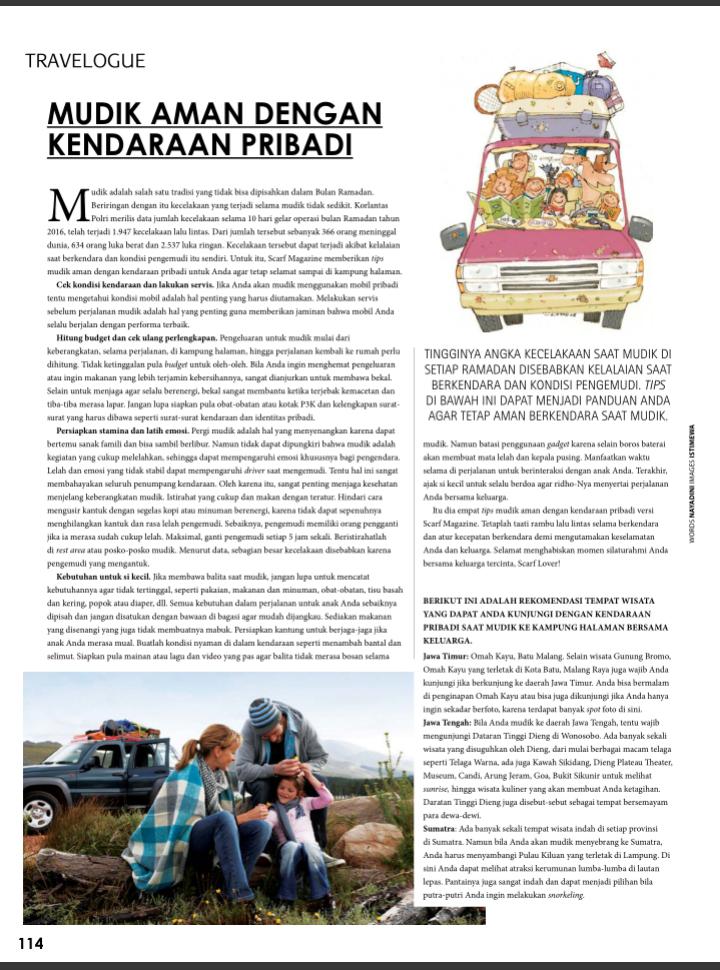 TRAVELOGUE
MUDIK AMAN DENGAN
KENDARAAN PRIBADI
Mudik adalah salah satu tradisi yang tidak bisa dipisahkan dalam Bulan Ramadan.
Beriringan dengan itu kecelakaan yang terjadi selama mudik tidak sedikit. Korlantas
Polri merilis data jumlah kecelakaan selama 10 hari gelar operasi bulan Ramadan tahun
2016, telah terjadi 1.947 kecelakaan lalu lintas. Dari jumlah tersebut sebanyak 366 orang meninggal
dunia, 634 orang luka berat dan 2.537 luka ringan. Kecelakaan tersebut dapat terjadi akibat kelalaian
saat berkendara dan kondisi pengemudi itu sendiri. Untuk itu, Scarf Magazine memberikan tips
mudik aman dengan kendaraan pribadi untuk Anda agar tetap selamat sampai di kampung halaman.
Cek kondisi kendaraan dan lakukan servis. Jika Anda akan mudik menggunakan mobil pribadi
tentu mengetahui kondisi mobil adalah hal penting yang harus diutamakan. Melakukan servis
sebelum perjalanan mudik adalah hal yang penting guna memberikan jaminan bahwa mobil Anda
selalu berjalan dengan performa terbaik.
Hitung budget dan cek ulang perlengkapan. Pengeluaran untuk mudik mulai dari
keberangkatan, selama perjalanan, di kampung halaman, hingga perjalanan kembali ke rumah perlu
dihitung. Tidak ketinggalan pula budget untuk oleh-oleh. Bila Anda ingin menghemat pengeluaran
atau ingin makanan yang lebih terjamin kebersihannya, sangat dianjurkan untuk membawa bekal.
Selain untuk menjaga agar selalu berenergi, bekal sangat membantu ketika terjebak kemacetan dan
tiba-tiba merasa lapar. Jangan lupa siapkan pula obat-obatan atau kotak P3K dan kelengkapan surat-
surat yang harus dibawa seperti surat-surat kendaraan dan identitas pribadi.
Persiapkan stamina dan latih emosi. Pergi mudik adalah hal yang menyenangkan karena dapat
bertemu sanak famili dan bisa sambil berlibur. Namun tidak dapat dipungkiri bahwa mudik adalah
kegiatan yang cukup melelahkan, sehingga dapat mempengaruhi emosi khususnya bagi pengendara.
Lelah dan emosi yang tidak stabil dapat mempengaruhi driver saat mengemudi. Tentu hal ini sangat
membahayakan seluruh penumpang kendaraan. Oleh karena itu, sangat penting menjaga kesehatan
menjelang keberangkatan mudik. Istirahat yang cukup dan makan dengan teratur. Hindari cara
mengusir kantuk dengan segelas kopi atau minuman berenergi, karena tidak dapat sepenuhnya
menghilangkan kantuk dan rasa lelah pengemudi. Sebaiknya, pengemudi memiliki orang pengganti
jika ia merasa sudah cukup lelah. Maksimal, ganti pengemudi setiap 5 jam sekali. Beristirahatlah
di rest area atau posko-posko mudik. Menurut data, sebagian besar kecelakaan disebabkan karena
pengemudi yang mengantuk.
Kebutuhan untuk si kecil. Jika membawa balita saat mudik, jangan lupa untuk mencatat
kebutuhannya agar tidak tertinggal, seperti pakaian, makanan dan minuman, obat-obatan, tisu basah
dan kering, popok atau diaper, dll. Semua kebutuhan dalam perjalanan untuk anak Anda sebaiknya
dipisah dan jangan disatukan dengan bawaan di bagasi agar mudah dijangkau. Sediakan makanan
yang disenangi yang juga tidak membuatnya mabuk. Persiapkan kantung untuk berjaga-jaga jika
anak Anda merasa mual. Buatlah kondisi nyaman di dalam kendaraan seperti menambah bantal dan
selimut. Siapkan pula mainan atau lagu dan video yang pas agar balita tidak merasa bosan selama
TINGGINYA ANGKA KECELAKAAN SAAT MUDIK DI
SETIAP RAMADAN DISEBABKAN KELALAIAN SAAT
BERKENDARA DAN KONDISI PENGEMUDI. TIPS
DI BAWAH INI DAPAT MENJADI PANDUAN ANDA
AGAR TETAP AMAN BERKENDARA SAAT MUDIK.
mudik. Namun batasi penggunaan gadget karena selain boros baterai
akan membuat mata lelah dan kepala pusing. Manfaatkan waktu
selama di perjalanan untuk berinteraksi dengan anak Anda. Terakhir,
ajak si kecil untuk selalu berdoa agar ridho-Nya menyertai perjalanan
Anda bersama keluarga.
Itu dia empat tips mudik aman dengan kendaraan pribadi versi
Scarf Magazine. Tetaplah taati rambu lalu lintas selama berkendara
dan atur kecepatan berkendara demi mengutamakan keselamatan
Anda dan keluarga. Selamat menghabiskan momen silaturahmi Anda
bersama keluarga tercinta, Scarf Lover!
WORDS NAYADINI IMAGES ISTIMEWA
BERIKUT INI ADALAH REKOMENDASI TEMPAT WISATA
YANG DAPAT ANDA KUNJUNGI DENGAN KENDARAAN
PRIBADI SAAT MUDIK KE KAMPUNG HALAMAN BERSAMA
KELUARGA.
Jawa Timur: Omah Kayu, Batu Malang. Selain wisata Gunung Bromo,
Omah Kayu yang terletak di Kota Batu, Malang Raya juga wajib Anda
kunjungi jika berkunjung ke daerah Jawa Timur. Anda bisa bermalam
di penginapan Omah Kayu atau bisa juga dikunjungi jika Anda hanya
ingin sekadar berfoto, karena terdapat banyak spot foto di sini.
Jawa Tengah: Bila Anda mudik ke daerah Jawa Tengah, tentu wajib
mengunjungi Dataran Tinggi Dieng di Wonosobo. Ada banyak sekali
wisata yang disuguhkan oleh Dieng, dari mulai berbagai macam telaga
seperti Telaga Warna, ada juga Kawah Sikidang, Dieng Plateau Theater,
Museum, Candi, Arung Jeram, Goa, Bukit Sikunir untuk melihat
sunrise, hingga wisata kuliner yang akan membuat Anda ketagihan.
Daratan Tinggi Dieng juga disebut-sebut sebagai tempat bersemayam
para dewa-dewi.
Sumatra: Ada banyak sekali tempat wisata indah di setiap provinsi
di Sumatra. Namun bila Anda akan mudik menyebrang ke Sumatra,
Anda harus menyambangi Pulau Kiluan yang terletak di Lampung. Di
sini Anda dapat melihat atraksi kerumunan lumba-lumba di lautan
lepas. Pantainya juga sangat indah dan dapat menjadi pilihan bila
putra-putri Anda ingin melakukan snorkeling.
114